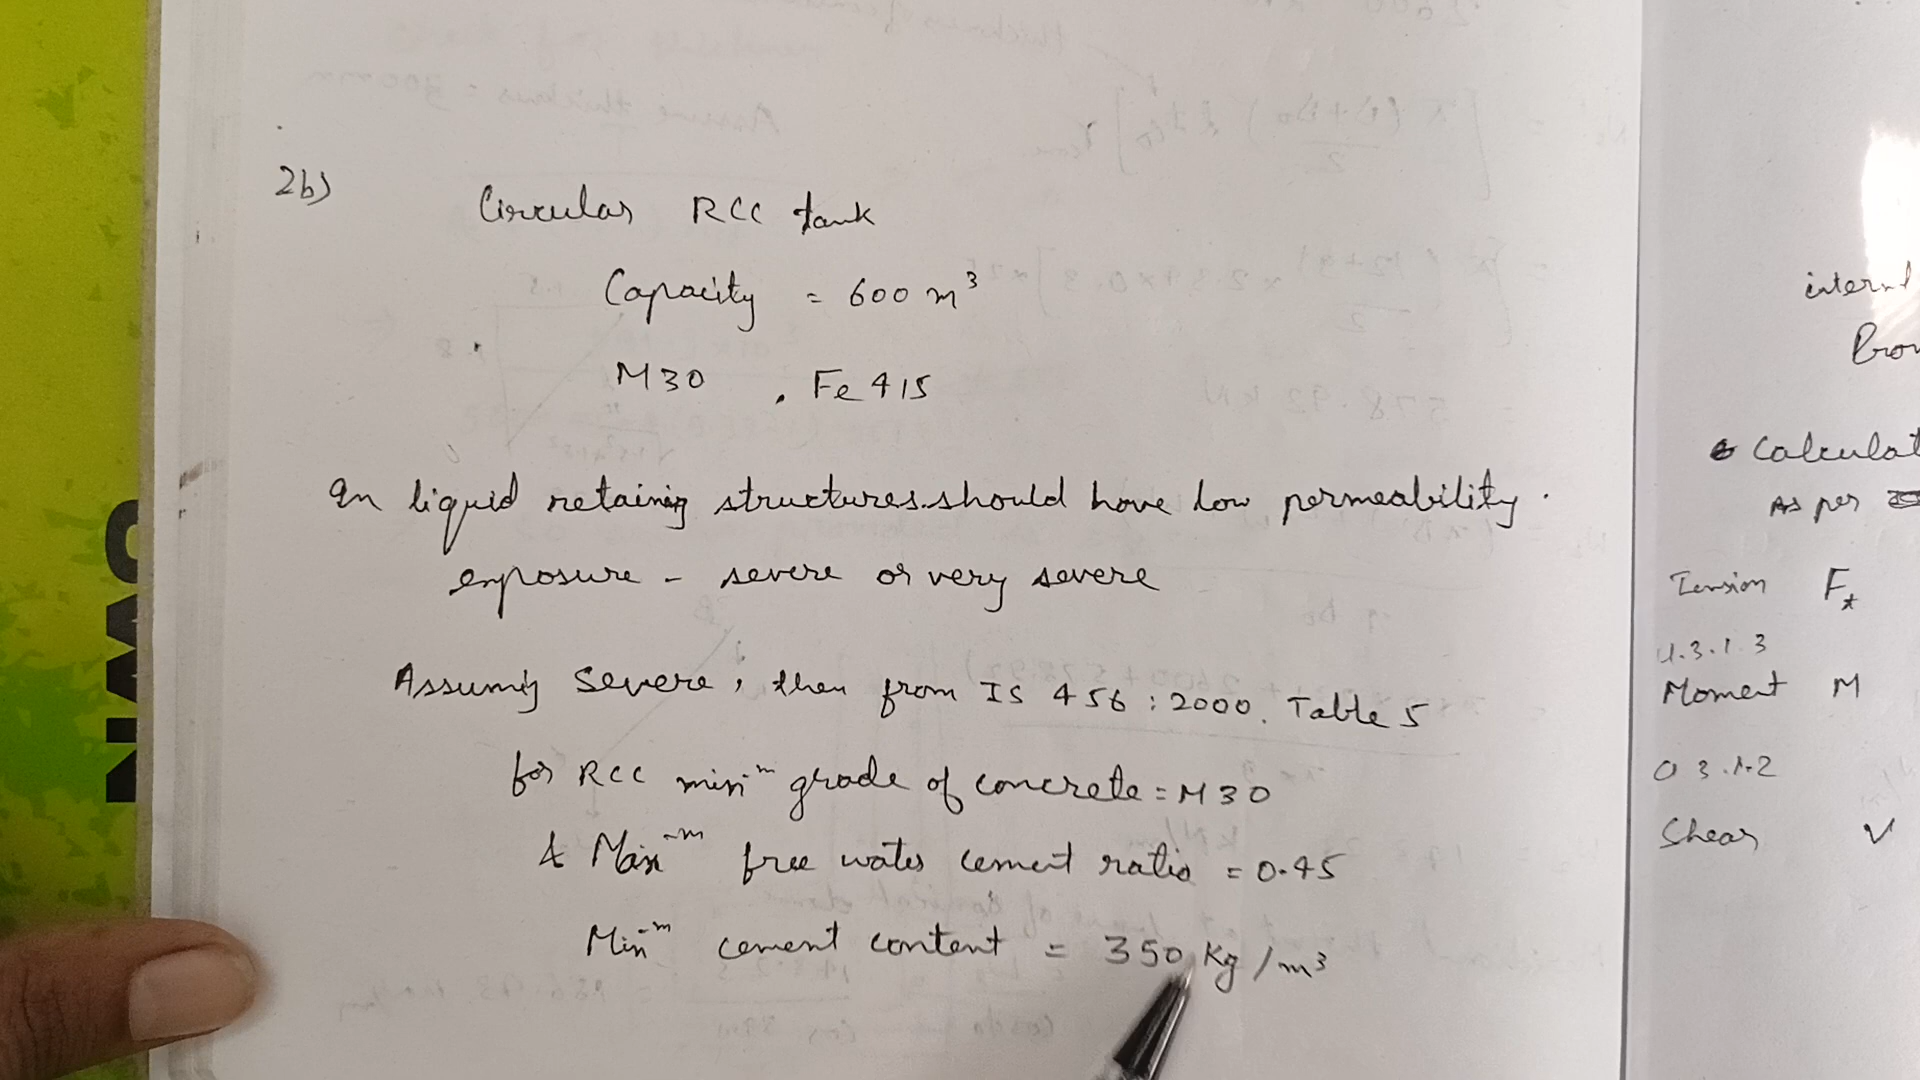 2b)
Circular RCC tank
Capacity = 600 m³
M30 , Fe 415
In liquid retaining structures should have low permeability.
exposure - severe or very severe
Assuming severe, then from IS 456 : 2000. Table 5
for RCC minᵐ grade of concrete = M30
& Maxᵐ free water cement ratio = 0.45
Minᵐ cement content = 350 Kg/m³
Calculat
As per
Tension F
4.3.1.3
Moment M
3.1.2
Shear V